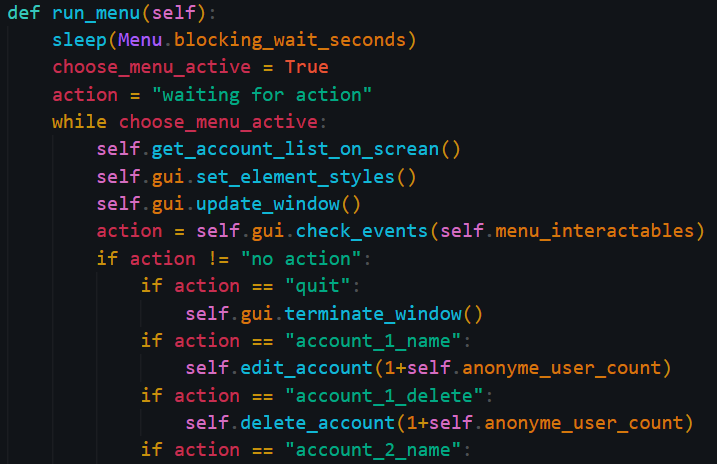 def run_menu(self):
    sleep(Menu.blocking_wait_seconds)
    choose_menu_active = True
    action = "waiting for action"
    while choose_menu_active:
        self.get_account_list_on_screan()
        self.gui.set_element_styles()
        self.gui.update_window()
        action = self.gui.check_events(self.menu_interactables)
        if action != "no action":
            if action == "quit":
                self.gui.terminate_window()
            if action == "account_1_name":
                self.edit_account(1+self.anonyme_user_count)
            if action == "account_1_delete":
                self.delete_account(1+self.anonyme_user_count)
            if action == "account_2_name":